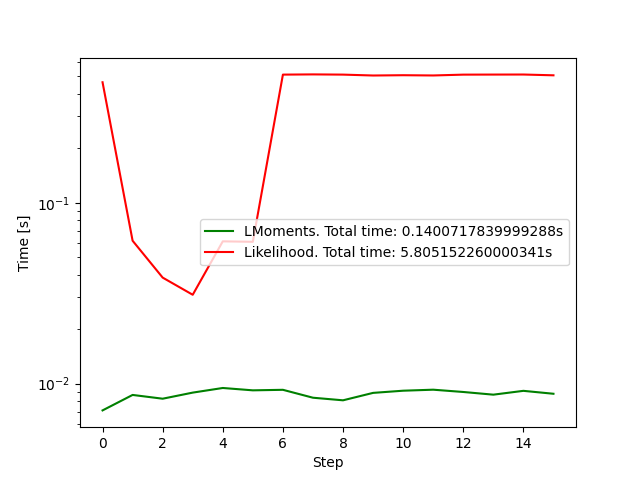 10⁻¹
10⁻²
Time [s]
LMoments. Total time: 0.1400717839999288s
Likelihood. Total time: 5.805152260000341s
0 2 4 6 8 10 12 14
Step